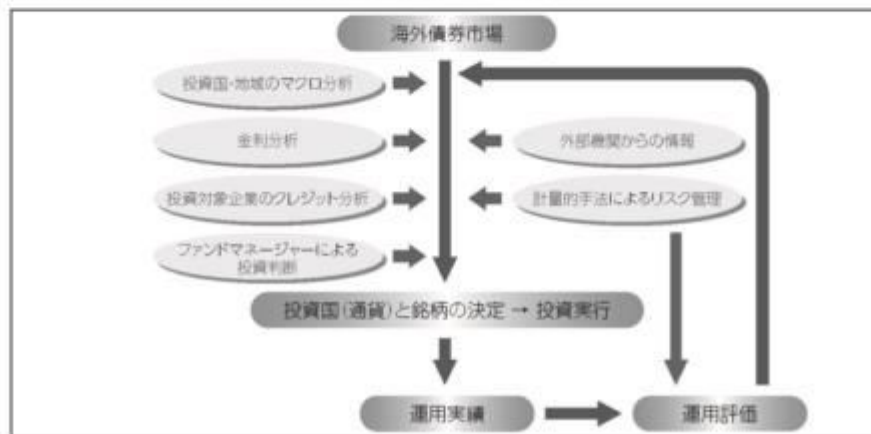 海外債券市場
投資国・地域のマクロ分析
金利分析
外部機関からの情報
投資対象企業のクレジット分析
計量的手法によるリスク管理
ファンドマネージャーによる
投資判断
投資国(通貨)と銘柄の決定 → 投資実行
運用実績
運用評価